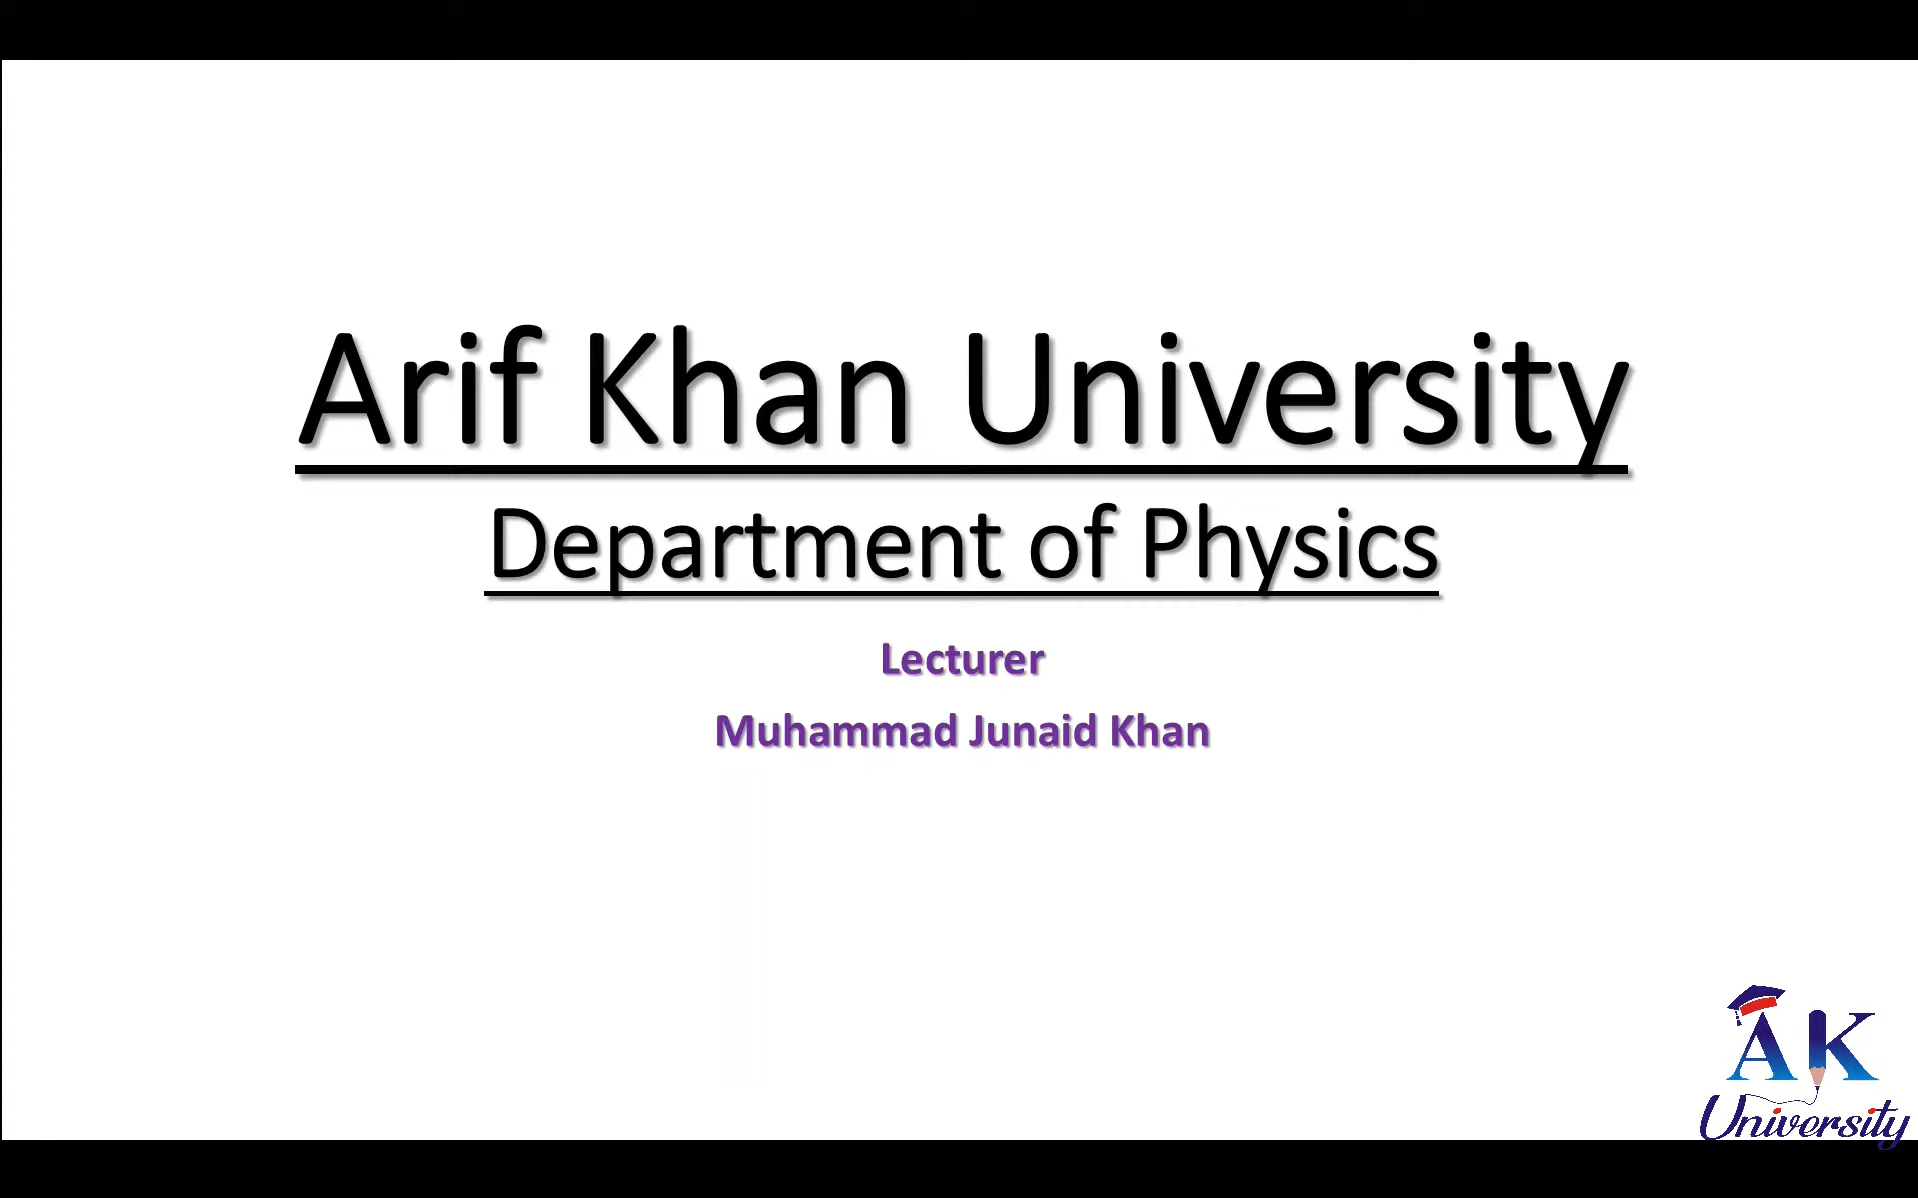 Arif Khan University
Department of Physics
Lecturer
Muhammad Junaid Khan
AK
University